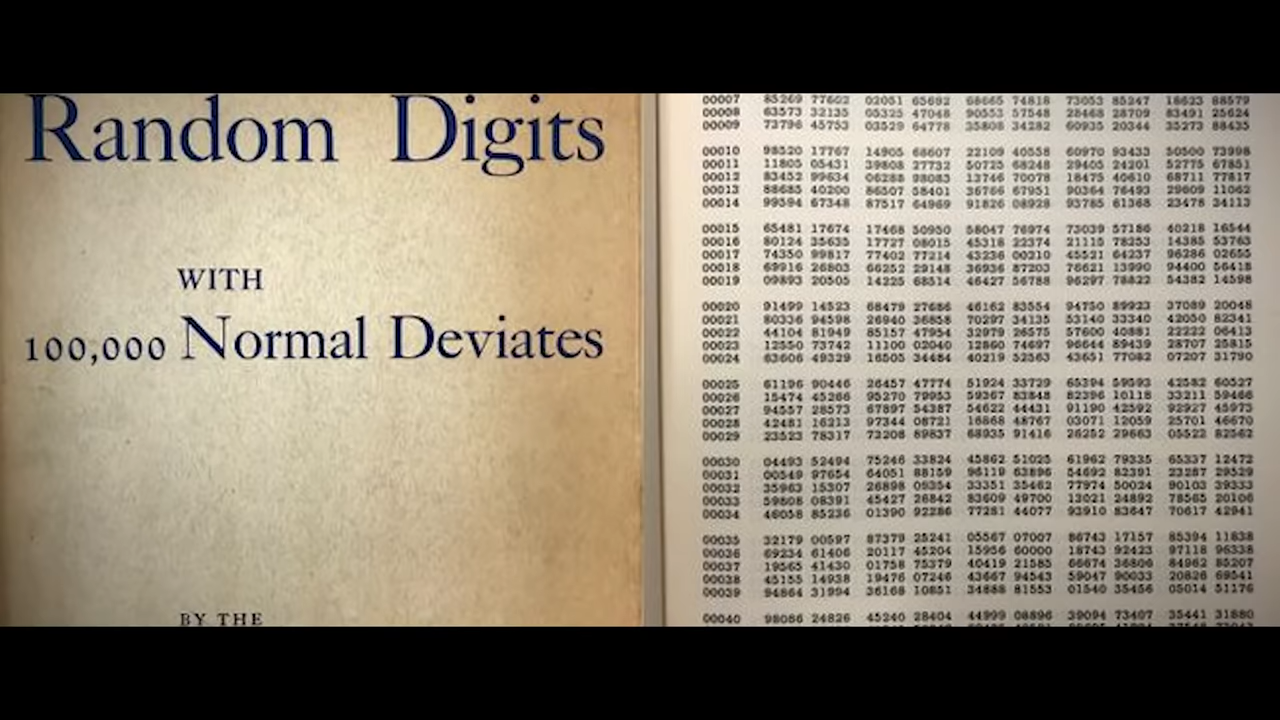 Random Digits
WITH
100,000 Normal Deviates
BY THE
00007 85269 77602 02051 65692 68665 74818 73053 85247 18623 88579
00008 63573 32135 05325 47048 90553 57548 28468 28709 83491 25624
00009 73796 45753 03529 64778 35808 34282 60935 20344 35273 88435
00010 98520 17767 14905 68607 22109 40558 60970 93433 50500 73998
00011 11805 05431 39808 27732 50725 68248 29405 24201 52775 67851
00012 83452 99634 06288 98083 13746 70078 18475 40610 68711 77817
00013 88685 40200 86507 58401 36766 67951 90364 76493 29609 11062
00014 99594 67348 87517 64969 91826 08928 93785 61368 23478 34113
00015 65481 17674 17468 50950 58047 76974 73039 57186 40218 16544
00016 80124 35635 17727 08015 45318 22374 21115 78253 14385 53763
00017 74350 99817 77402 77214 43236 00210 45521 64237 96286 02655
00018 69916 26803 66252 29148 36936 87203 76621 13990 94400 56418
00019 09893 20505 14225 68514 46427 56788 96297 78822 54382 14598
00020 91499 14523 68479 27686 46162 83554 94750 89923 37089 20048
00021 80336 94598 26940 36858 70297 34135 53140 33340 42050 82341
00022 44104 81949 85157 47954 32979 26575 57600 40881 22222 06413
00023 12550 73742 11100 02040 12860 74697 96644 89439 28707 25815
00024 63606 49329 16505 34484 40219 52563 43651 77082 07207 31790
00025 61196 90446 26457 47774 51924 33729 65394 59593 42582 60527
00026 15474 45266 95270 79953 59367 83848 82396 10118 33211 59466
00027 94557 28573 67897 54387 54622 44431 91190 42592 92927 45973
00028 42481 16213 97344 08721 16868 48767 03071 12059 25701 46670
00029 23523 78317 73208 89837 68935 91416 26252 29663 05522 82562
00030 04493 52494 75246 33824 45862 51025 61962 79335 65337 12472
00031 00549 97654 64051 88159 96119 63896 54692 82391 23287 29529
00032 35963 15307 26898 09354 33351 35462 77974 50024 90103 39333
00033 59808 08391 45427 26842 83609 49700 13021 24892 78565 20106
00034 46058 85236 01390 92286 77281 44077 93910 83647 70617 42941
00035 32179 00597 87379 25241 05567 07007 86743 17157 85394 11838
00036 69234 61406 20117 45204 15956 60000 18743 92423 97118 96338
00037 19565 41430 01758 75379 40419 21585 66674 36806 84962 85207
00038 45155 14938 19476 07246 43667 94543 59047 90033 20826 69541
00039 94864 31994 36168 10851 34888 81553 01540 35456 05014 51176
00040 98086 24826 45240 28404 44999 08896 39094 73407 35441 31880